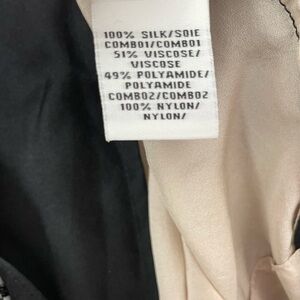 100% SILK/SOIE
COMBO1/COMBO1
51% VISCOSE/
VISCOSE
49% POLYAMIDE/
POLYAMIDE
COMBO2/COMBO2
100% NYLON/
NYLON/